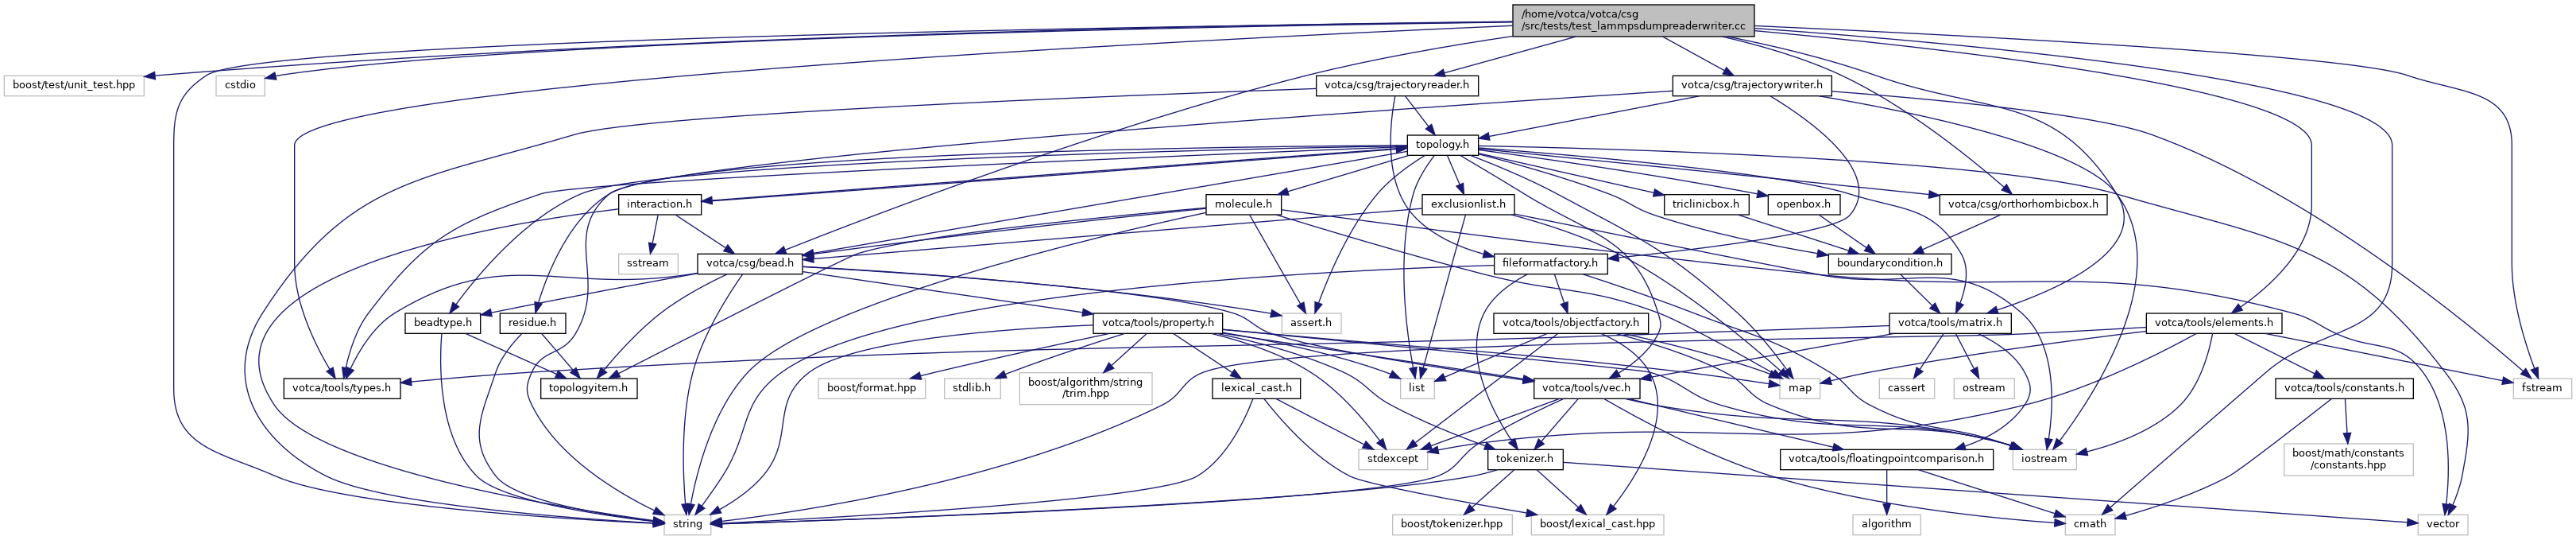 /home/votca/votca/csg
/src/tests/test_lammpsdumpreaderwriter.cc
boost/test/unit_test.hpp
cstdio
votca/csg/trajectoryreader.h
votca/csg/trajectorywriter.h
topology.h
interaction.h
molecule.h
exclusionlist.h
triclinicbox.h
openbox.h
votca/csg/orthorhombicbox.h
sstream
votca/csg/bead.h
fileformatfactory.h
boundarycondition.h
beadtype.h
residue.h
votca/tools/property.h
assert.h
votca/tools/objectfactory.h
votca/tools/matrix.h
votca/tools/elements.h
votca/tools/types.h
topologyitem.h
boost/format.hpp
stdlib.h
boost/algorithm/string
/trim.hpp
lexical_cast.h
list
votca/tools/vec.h
map
cassert
ostream
votca/tools/constants.h
fstream
stdexcept
tokenizer.h
votca/tools/floatingpointcomparison.h
iostream
boost/math/constants
/constants.hpp
string
boost/tokenizer.hpp
boost/lexical_cast.hpp
algorithm
cmath
vector